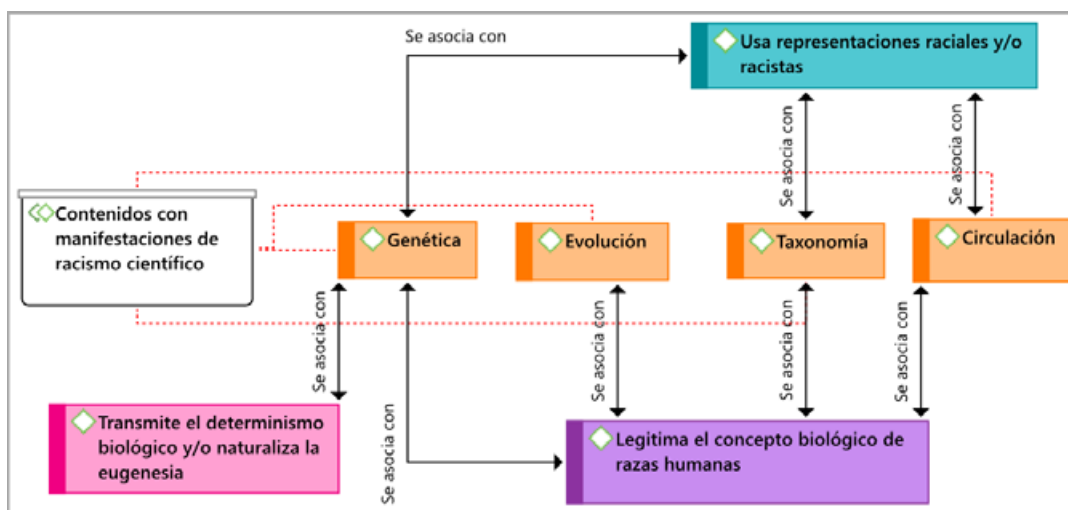 Se asocia con
Usa representaciones raciales y/o
racistas
Se asocia con
Se asocia con
Contenidos con
manifestaciones de
racismo científico
Genética
Evolución
Taxonomía
Circulación
Se asocia con
Se asocia con
Se asocia con
Se asocia con
Se asocia con
Transmite el determinismo
biológico y/o naturaliza la
eugenesia
Legitima el concepto biológico de
razas humanas